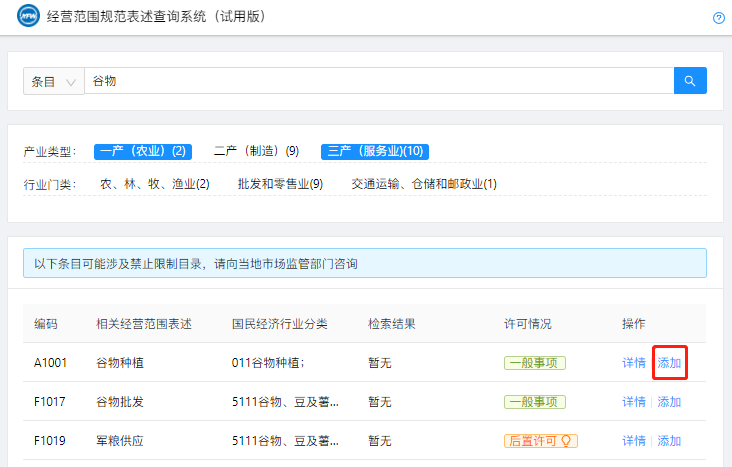 经营范围规范表述查询系统（试用版）
条目 谷物
产业类型： 一产（农业）(2) 二产（制造）(9) 三产（服务业)(10)
行业门类： 农、林、牧、渔业(2) 批发和零售业(9) 交通运输、仓储和邮政业(1)
以下条目可能涉及禁止限制目录，请向当地市场监管部门咨询
编码 相关经营范围表述 国民经济行业分类 检索结果 许可情况 操作
A1001 谷物种植 011谷物种植； 暂无 一般事项 详情 添加
F1017 谷物批发 5111谷物、豆及薯... 暂无 一般事项 详情 添加
F1019 军粮供应 5111谷物、豆及薯... 暂无 后置许可 详情 添加